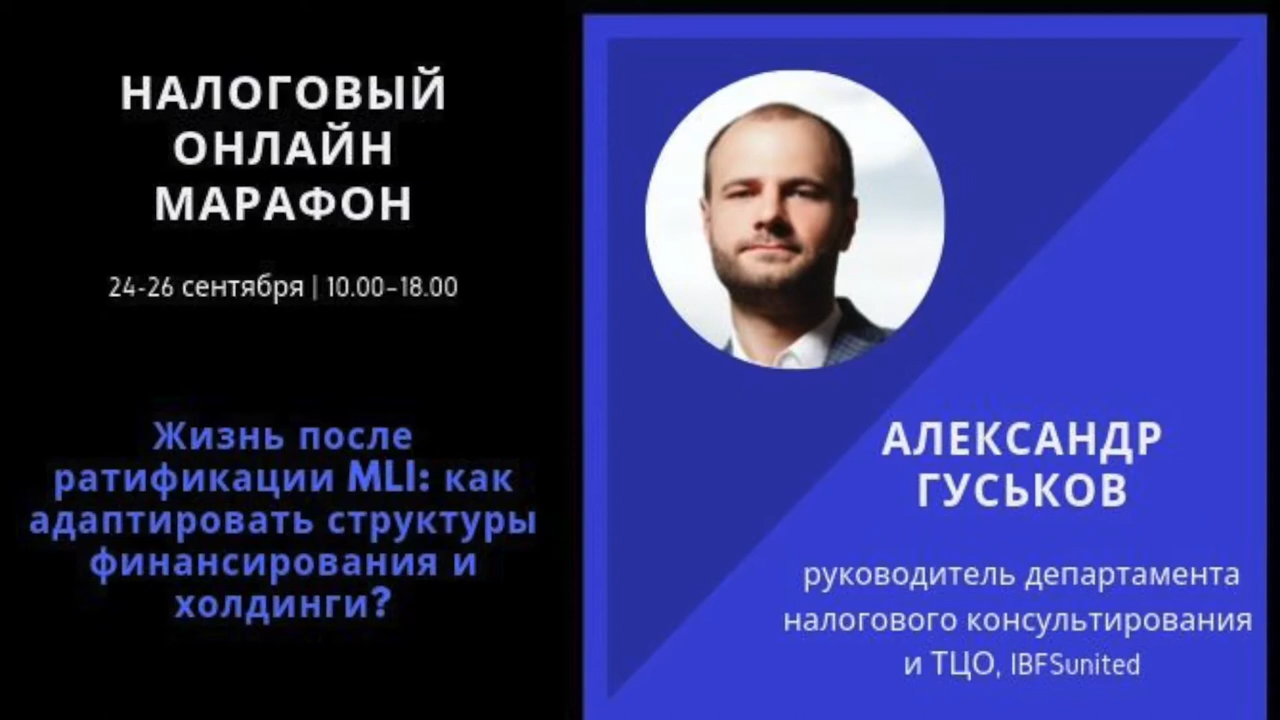 НАЛОГОВЫЙ
ОНЛАЙН
МАРАФОН
24-26 сентября | 10.00-18.00
Жизнь после
ратификации MLI: как
адаптировать структуры
финансирования и
холдинги?
АЛЕКСАНДР
ГУСЬКОВ
руководитель департамента
налогового консультирования
и ТЦО, IBFSunited